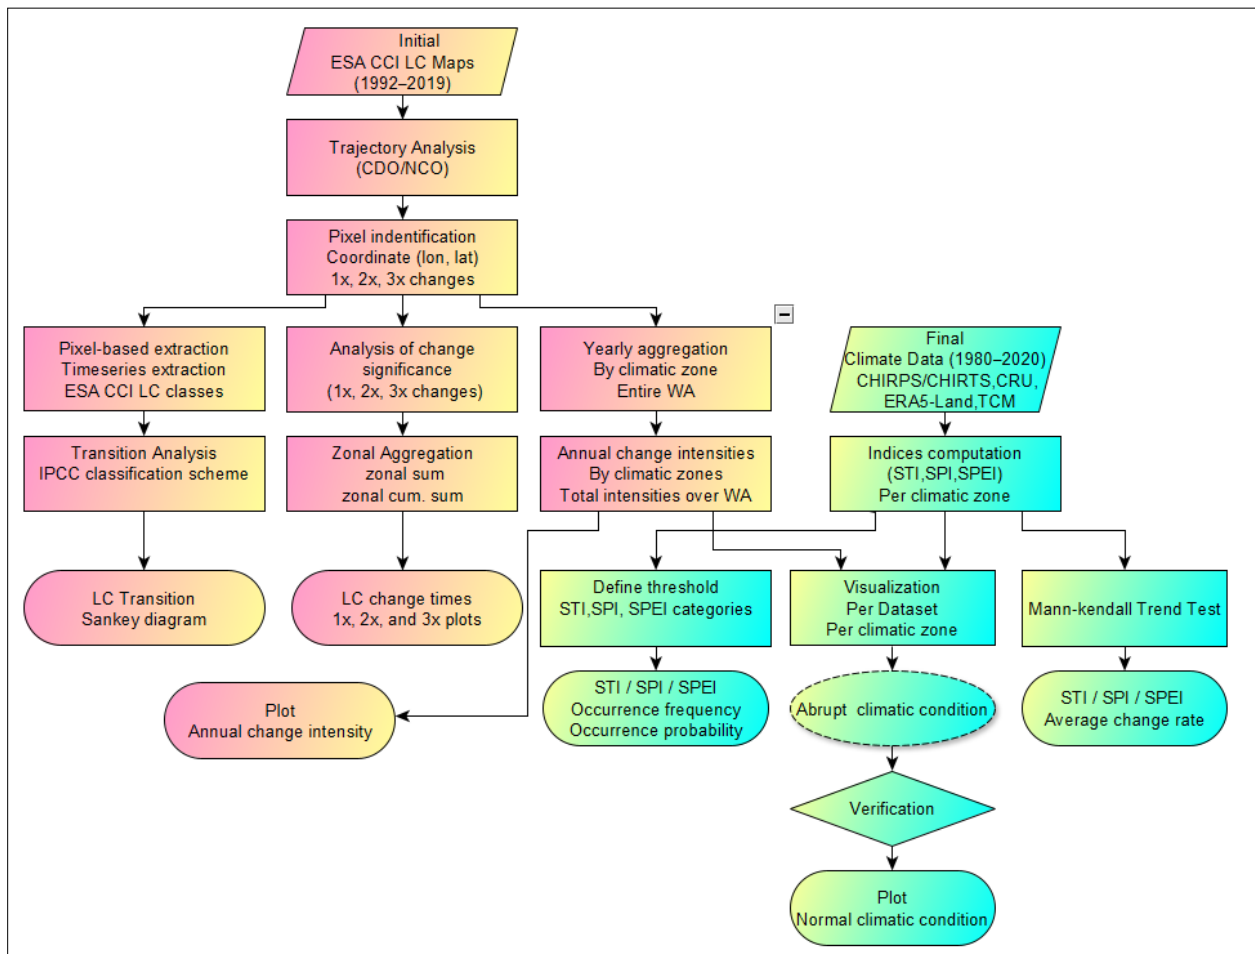 Initial
ESA CCI LC Maps
(1992–2019)
Trajectory Analysis
(CDO/NCO)
Pixel indentification
Coordinate (lon, lat)
1x, 2x, 3x changes
Pixel-based extraction
Timeseries extraction
ESA CCI LC classes
Analysis of change
significance
(1x, 2x, 3x changes)
Yearly aggregation
By climatic zone
Entire WA
Final
Climate Data (1980–2020)
CHIRPS/CHIRTS,CRU,
ERA5-Land,TCM
Transition Analysis
IPCC classification scheme
Zonal Aggregation
zonal sum
zonal cum. sum
Annual change intensities
By climatic zones
Total intensities over WA
Indices computation
(STI,SPI,SPEI)
Per climatic zone
LC Transition
Sankey diagram
LC change times
1x, 2x, and 3x plots
Define threshold
STI,SPI, SPEI categories
Visualization
Per Dataset
Per climatic zone
Mann-kendall Trend Test
Plot
Annual change intensity
STI / SPI / SPEI
Occurrence frequency
Occurrence probability
Abrupt climatic condition
STI / SPI / SPEI
Average change rate
Verification
Plot
Normal climatic condition